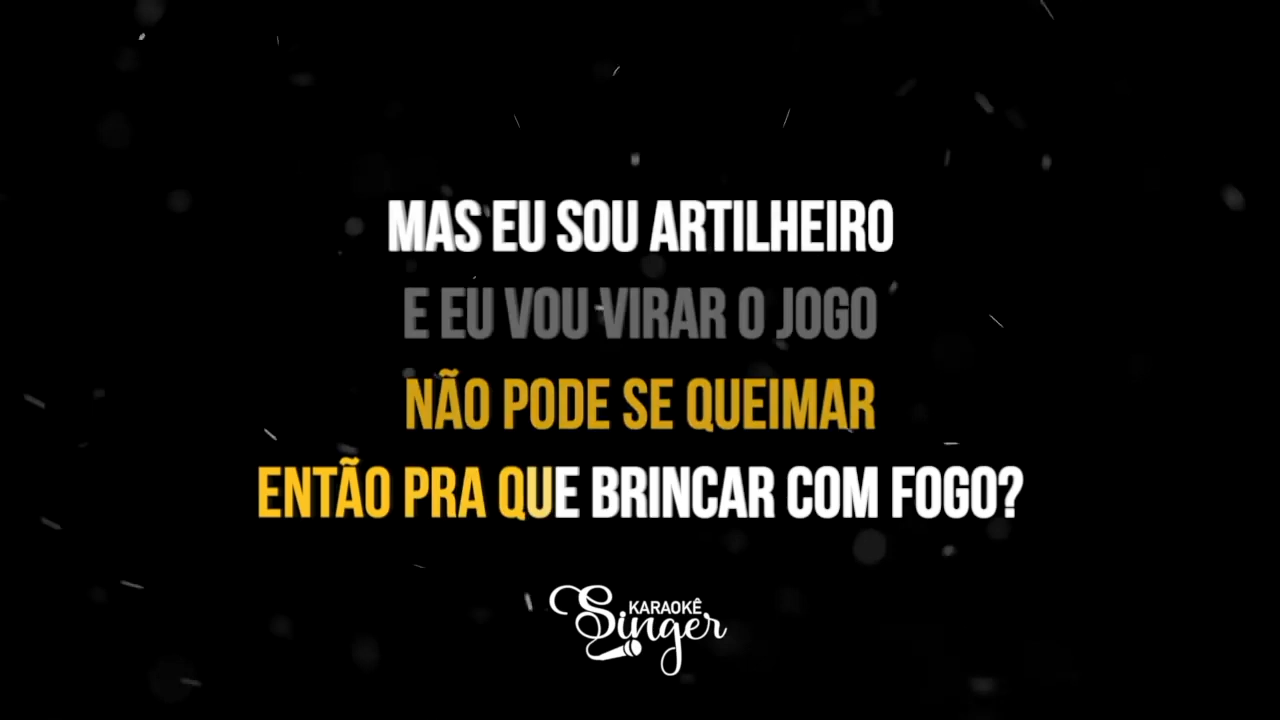 MAS EU SOU ARTILHEIRO
E EU VOU VIRAR O JOGO
NÃO PODE SE QUEIMAR
ENTÃO PRA QUE BRINCAR COM FOGO?
KARAOKÊ
Singer